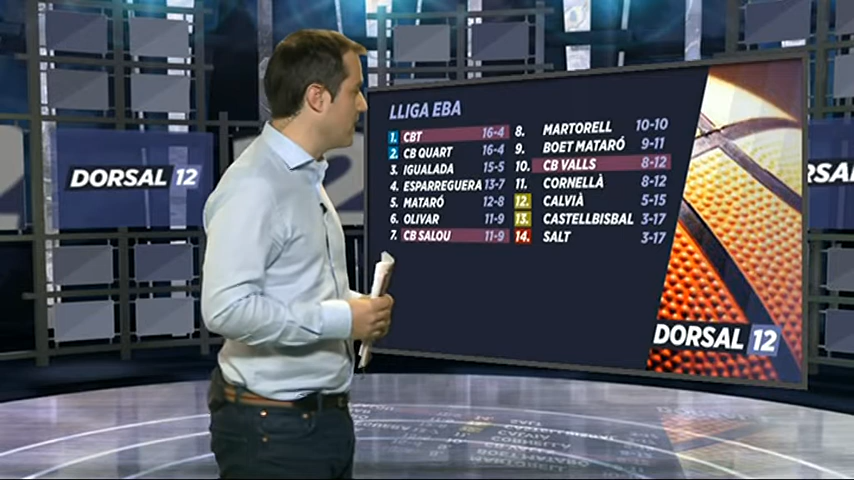 LLIGA EBA
1. CBT 16-4
2. CB QUART 16-4
3. IGUALADA 15-5
4. ESPARREGUERA 13-7
5. MATARÓ 12-8
6. OLIVAR 11-9
7. CB SALOU 11-9
8. MARTORELL 10-10
9. BOET MATARÓ 9-11
10. CB VALLS 8-12
11. CORNELLÀ 8-12
12. CALVIÀ 5-15
13. CASTELLBISBAL 3-17
14. SALT 3-17
DORSAL 12
DORSAL 12
RSAL